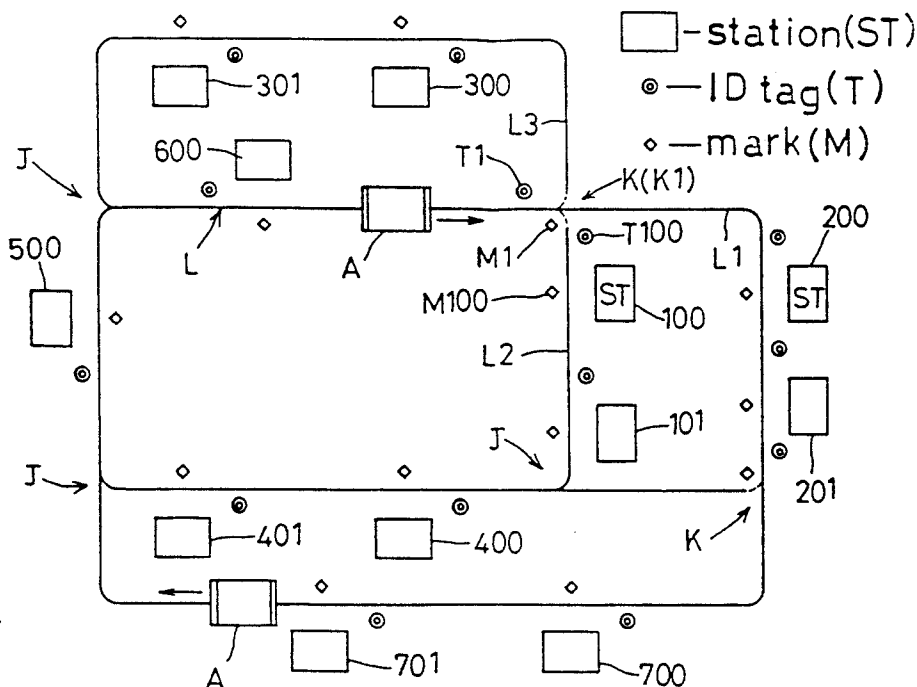 station(ST)
ID tag(T)
mark(M)
301
300
L3
600
T1
J
K(K1)
L
A
M1
T100
L1
200
500
M100
ST
100
ST
L2
101
J
J
201
401
400
K
A
701
700